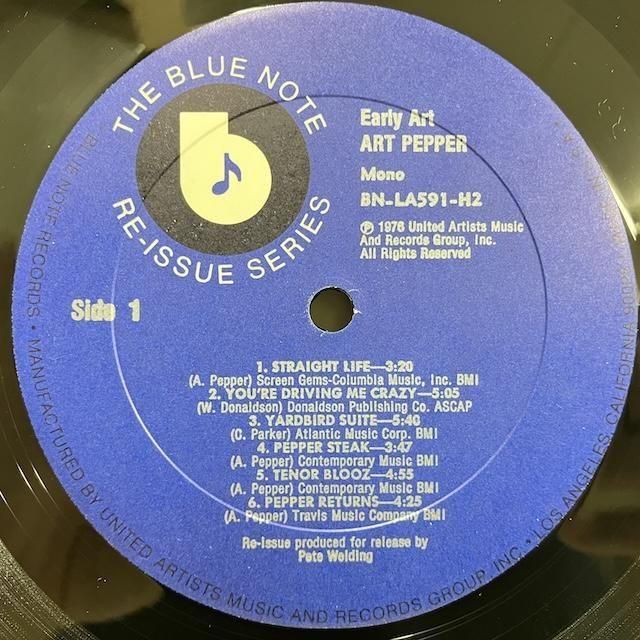 THE BLUE NOTE
RE-ISSUE SERIES
b
Early Art
ART PEPPER
Mono
BN-LA591-H2
℗ 1976 United Artists Music
And Records Group, Inc.
All Rights Reserved
Side 1
1. STRAIGHT LIFE—3:20
(A. Pepper) Screen Gems-Columbia Music, Inc. BMI
2. YOU'RE DRIVING ME CRAZY—5:05
(W. Donaldson) Donaldson Publishing Co. ASCAP
3. YARDBIRD SUITE—5:40
(C. Parker) Atlantic Music Corp. BMI
4. PEPPER STEAK—3:47
(A. Pepper) Contemporary Music BMI
5. TENOR BLOOZ—4:55
(A. Pepper) Contemporary Music BMI
6. PEPPER RETURNS—4:25
(A. Pepper) Travis Music Company BMI
Re-issue produced for release by
Pete Welding
BLUE NOTE RECORDS • MANUFACTURED BY UNITED ARTISTS MUSIC AND RECORDS GROUP, INC. • LOS ANGELES, CALIFORNIA